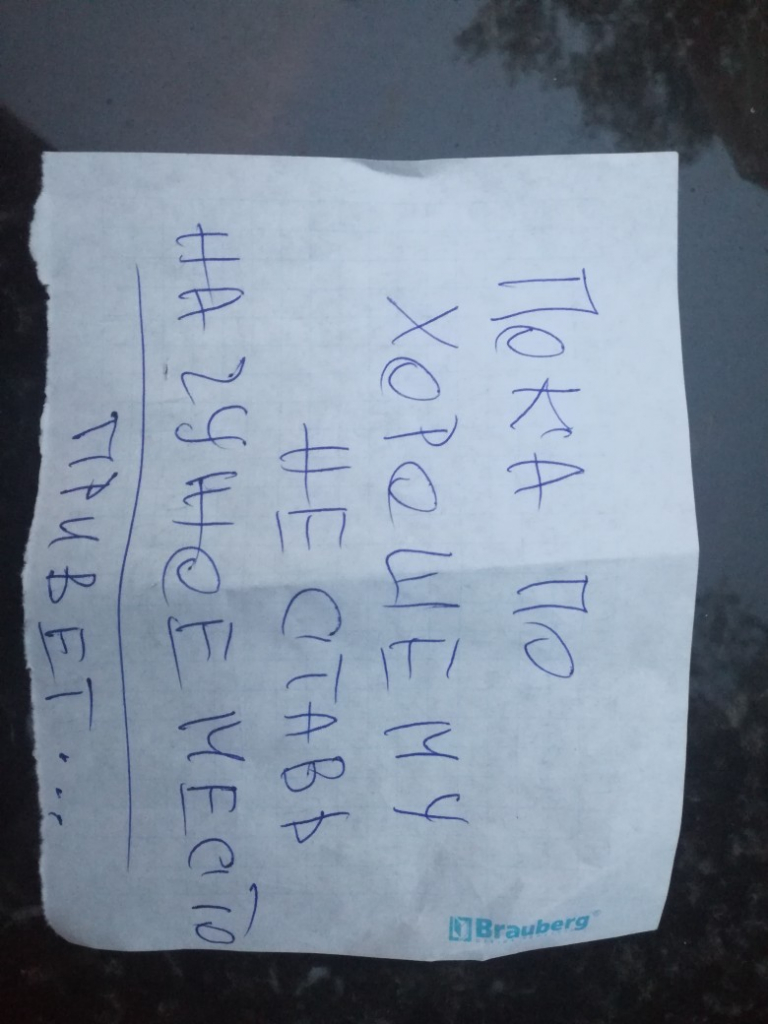 ПОКА ПО
ХОРОШЕМУ
НЕ СТАВЬ
НА ЧУЖОЕ МЕСТО
ПРИВЕТ...
Brauberg